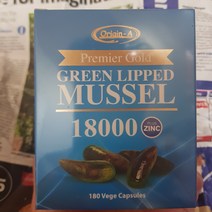 Origin-A
Premier Gold
GREEN LIPPED
MUSSEL
18000
ZINC
180 Vege Capsules